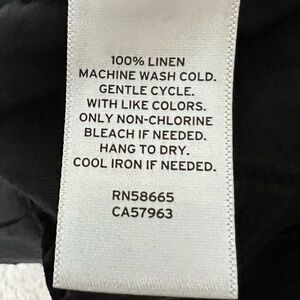 100% LINEN
MACHINE WASH COLD.
GENTLE CYCLE.
WITH LIKE COLORS.
ONLY NON-CHLORINE
BLEACH IF NEEDED.
HANG TO DRY.
COOL IRON IF NEEDED.
RN58665
CA57963